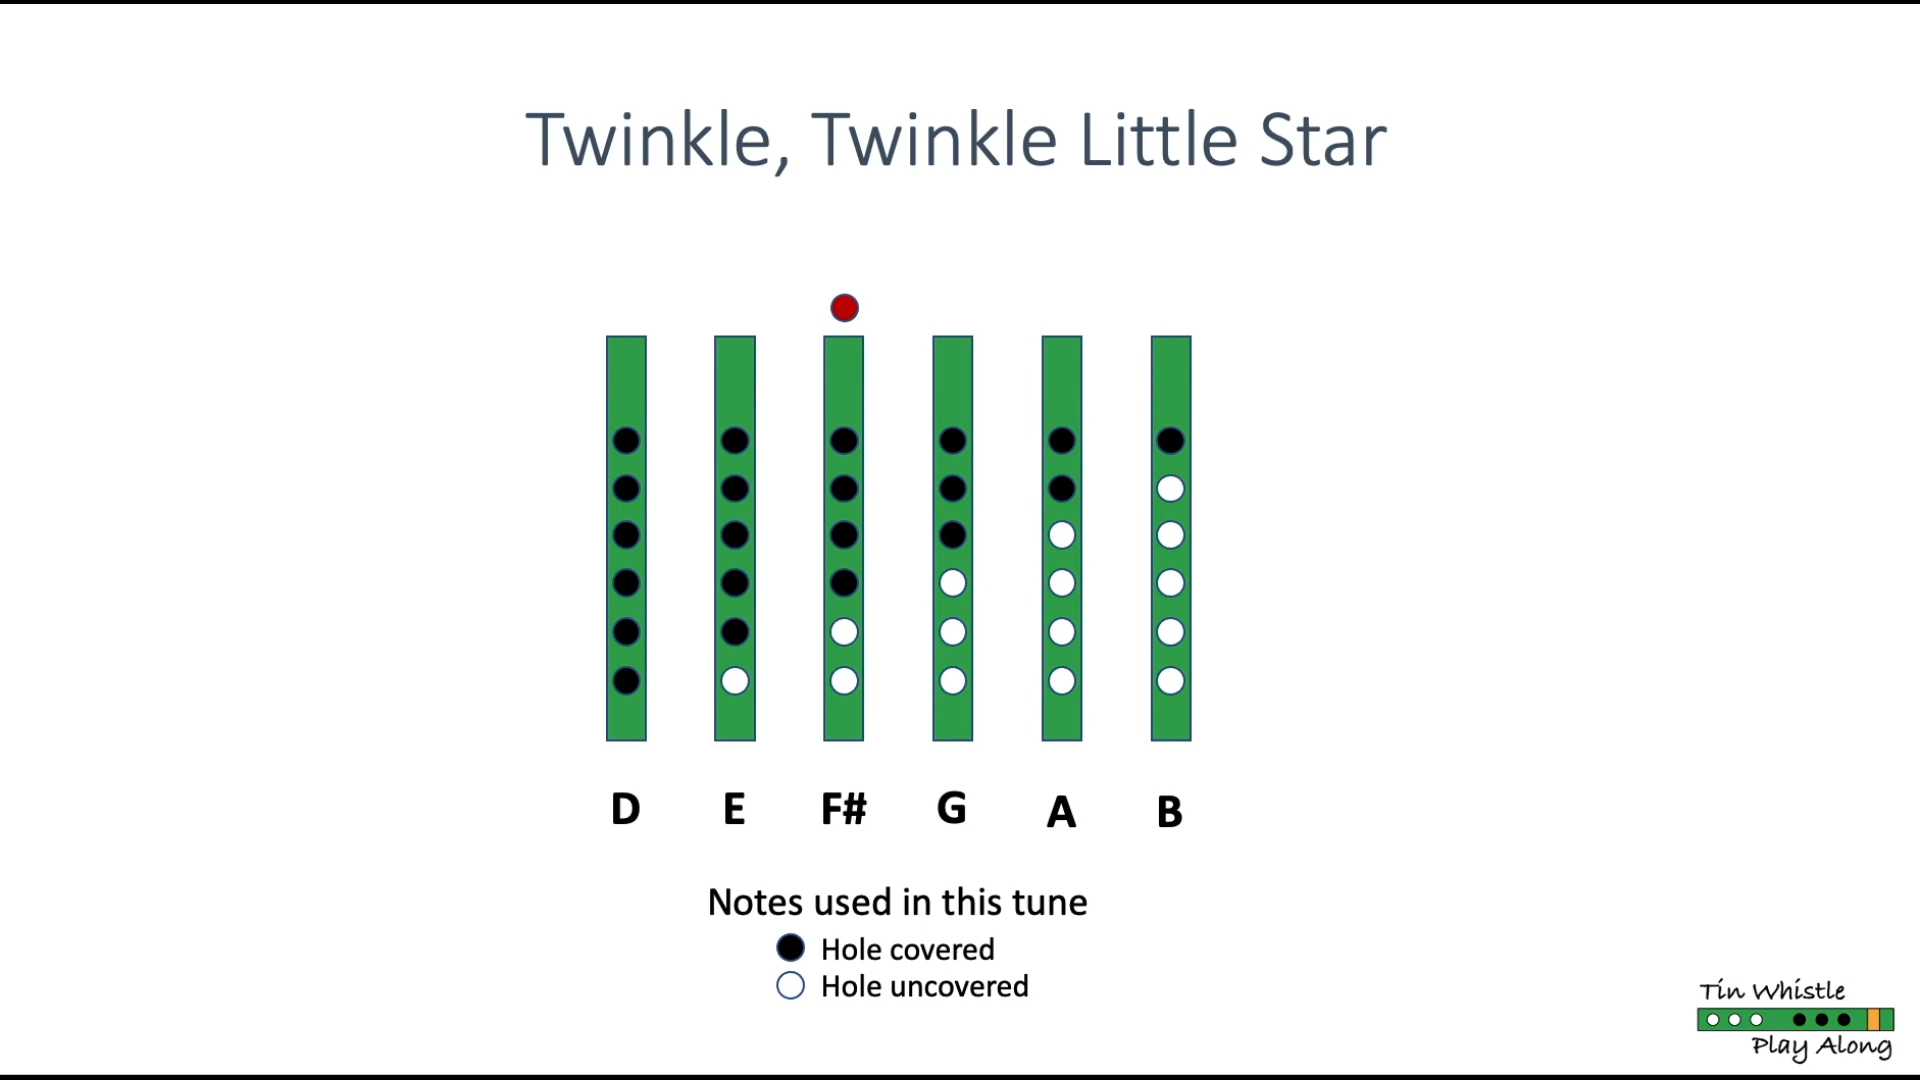 Twinkle, Twinkle Little Star
D E F# G A B
Notes used in this tune
Hole covered
Hole uncovered
Tin Whistle
Play Along